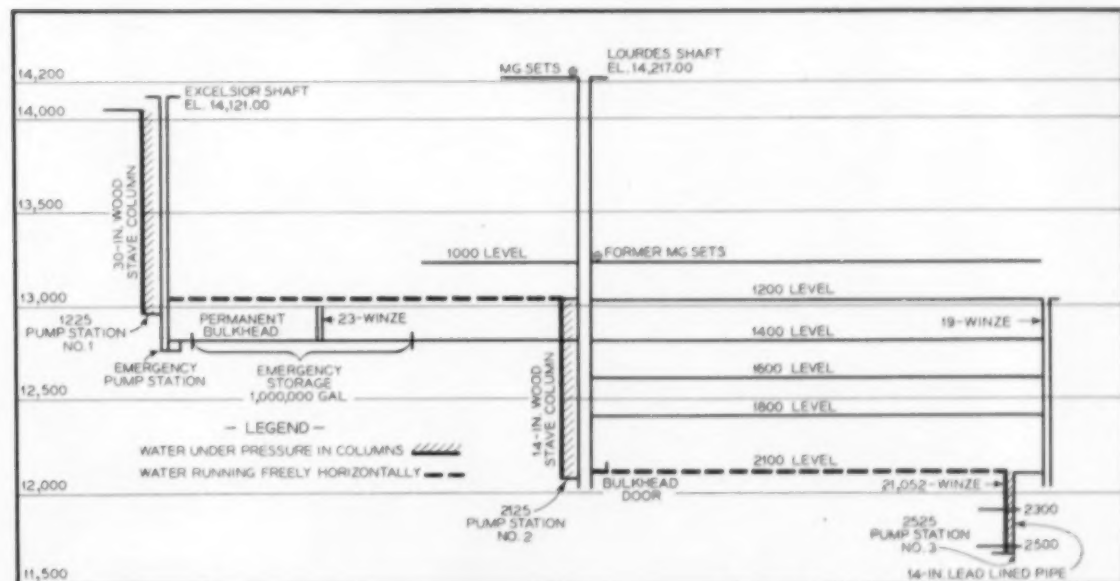 MG SETS
LOURDES SHAFT
EL. 14,217.00
14,200
EXCELSIOR SHAFT
EL. 14,121.00
14,000
30-IN. WOOD
STAVE COLUMN
13,500
1000 LEVEL
FORMER MG SETS
13,000
1200 LEVEL
1225
PUMP STATION
NO. 1
PERMANENT
BULKHEAD
23-WINZE
19-WINZE
1400 LEVEL
EMERGENCY
PUMP STATION
EMERGENCY
STORAGE
1,000,000 GAL
14-IN. WOOD
STAVE COLUMN
1600 LEVEL
12,500
1800 LEVEL
- LEGEND -
WATER UNDER PRESSURE IN COLUMNS
WATER RUNNING FREELY HORIZONTALLY
2100 LEVEL
12,000
BULKHEAD
DOOR
21,052-WINZE
2125
PUMP STATION
NO. 2
2300
2525
PUMP STATION
NO. 3
2500
14-IN. LEAD LINED PIPE
11,500